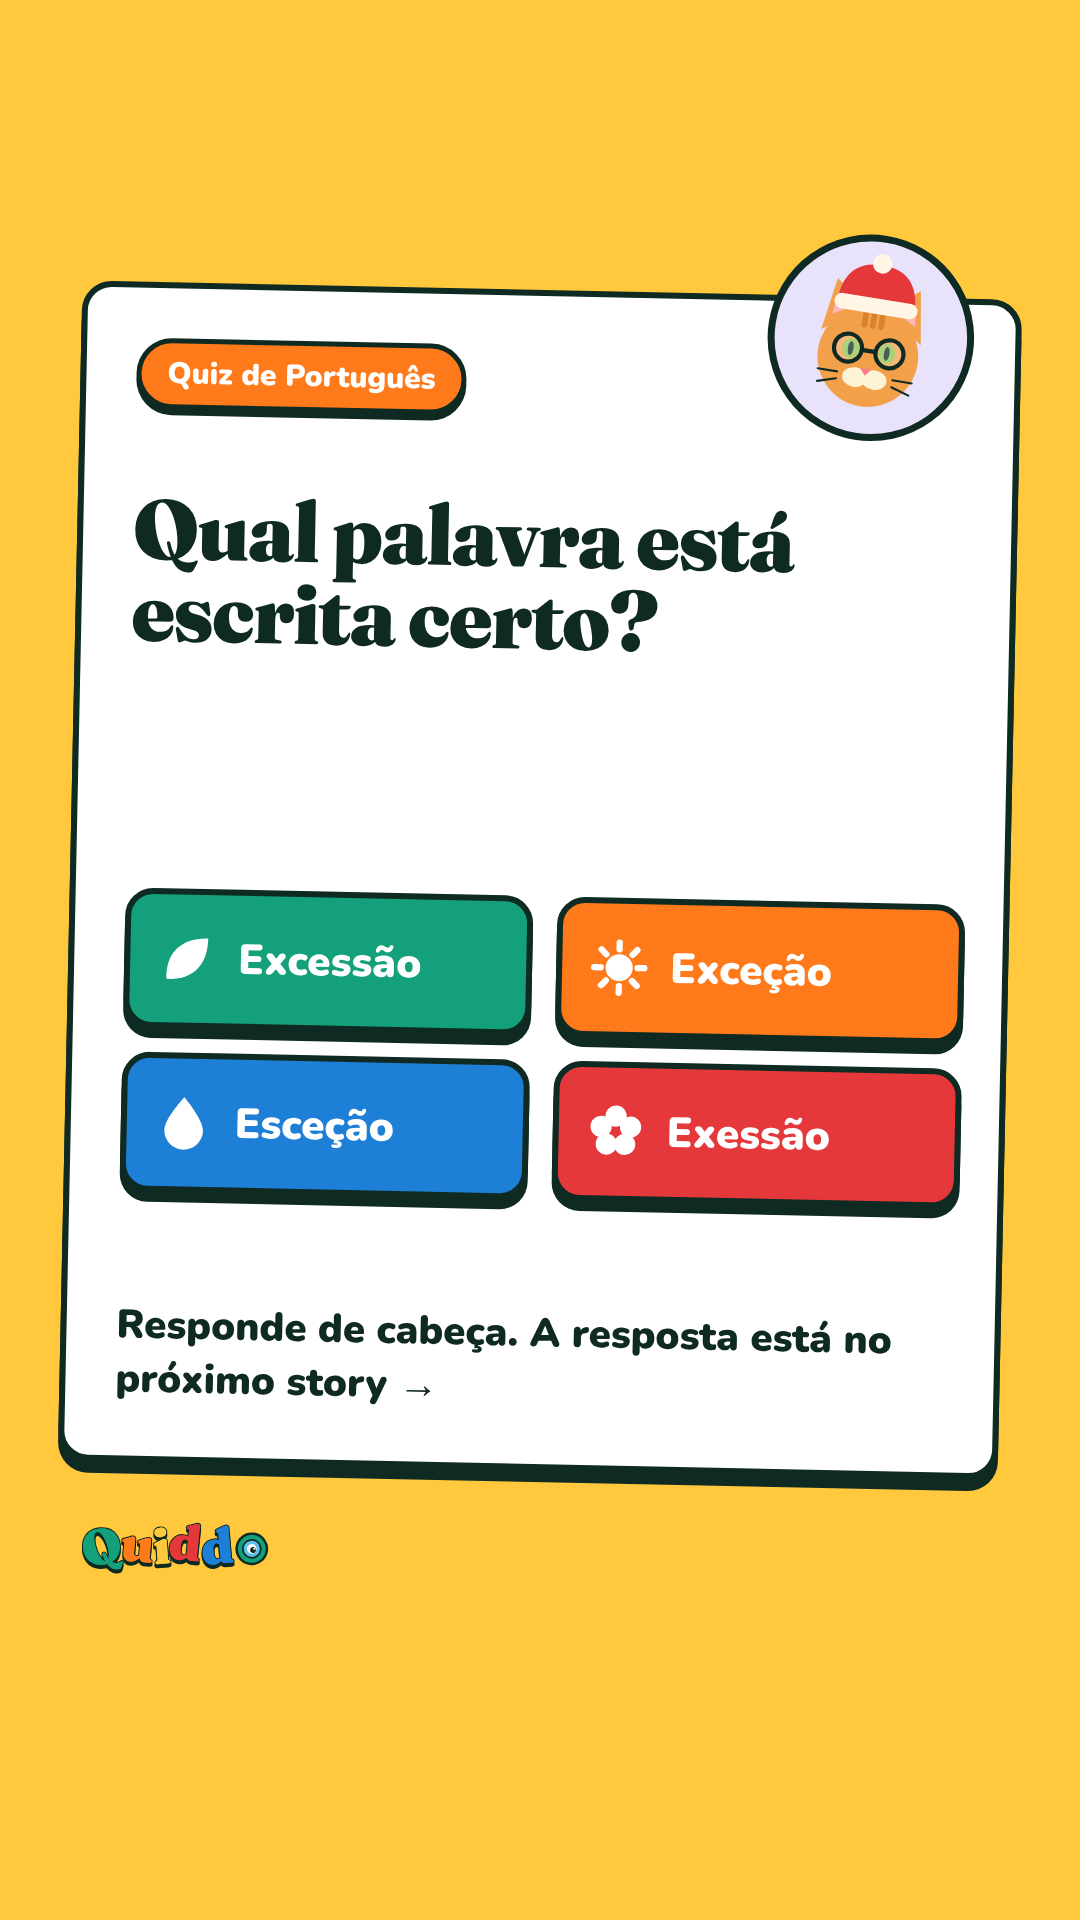 Quiz de Português
Qual palavra está
escrita certo?
Excessão
Exceção
Esceção
Exessão
Responde de cabeça. A resposta está no
próximo story →
Quiddo